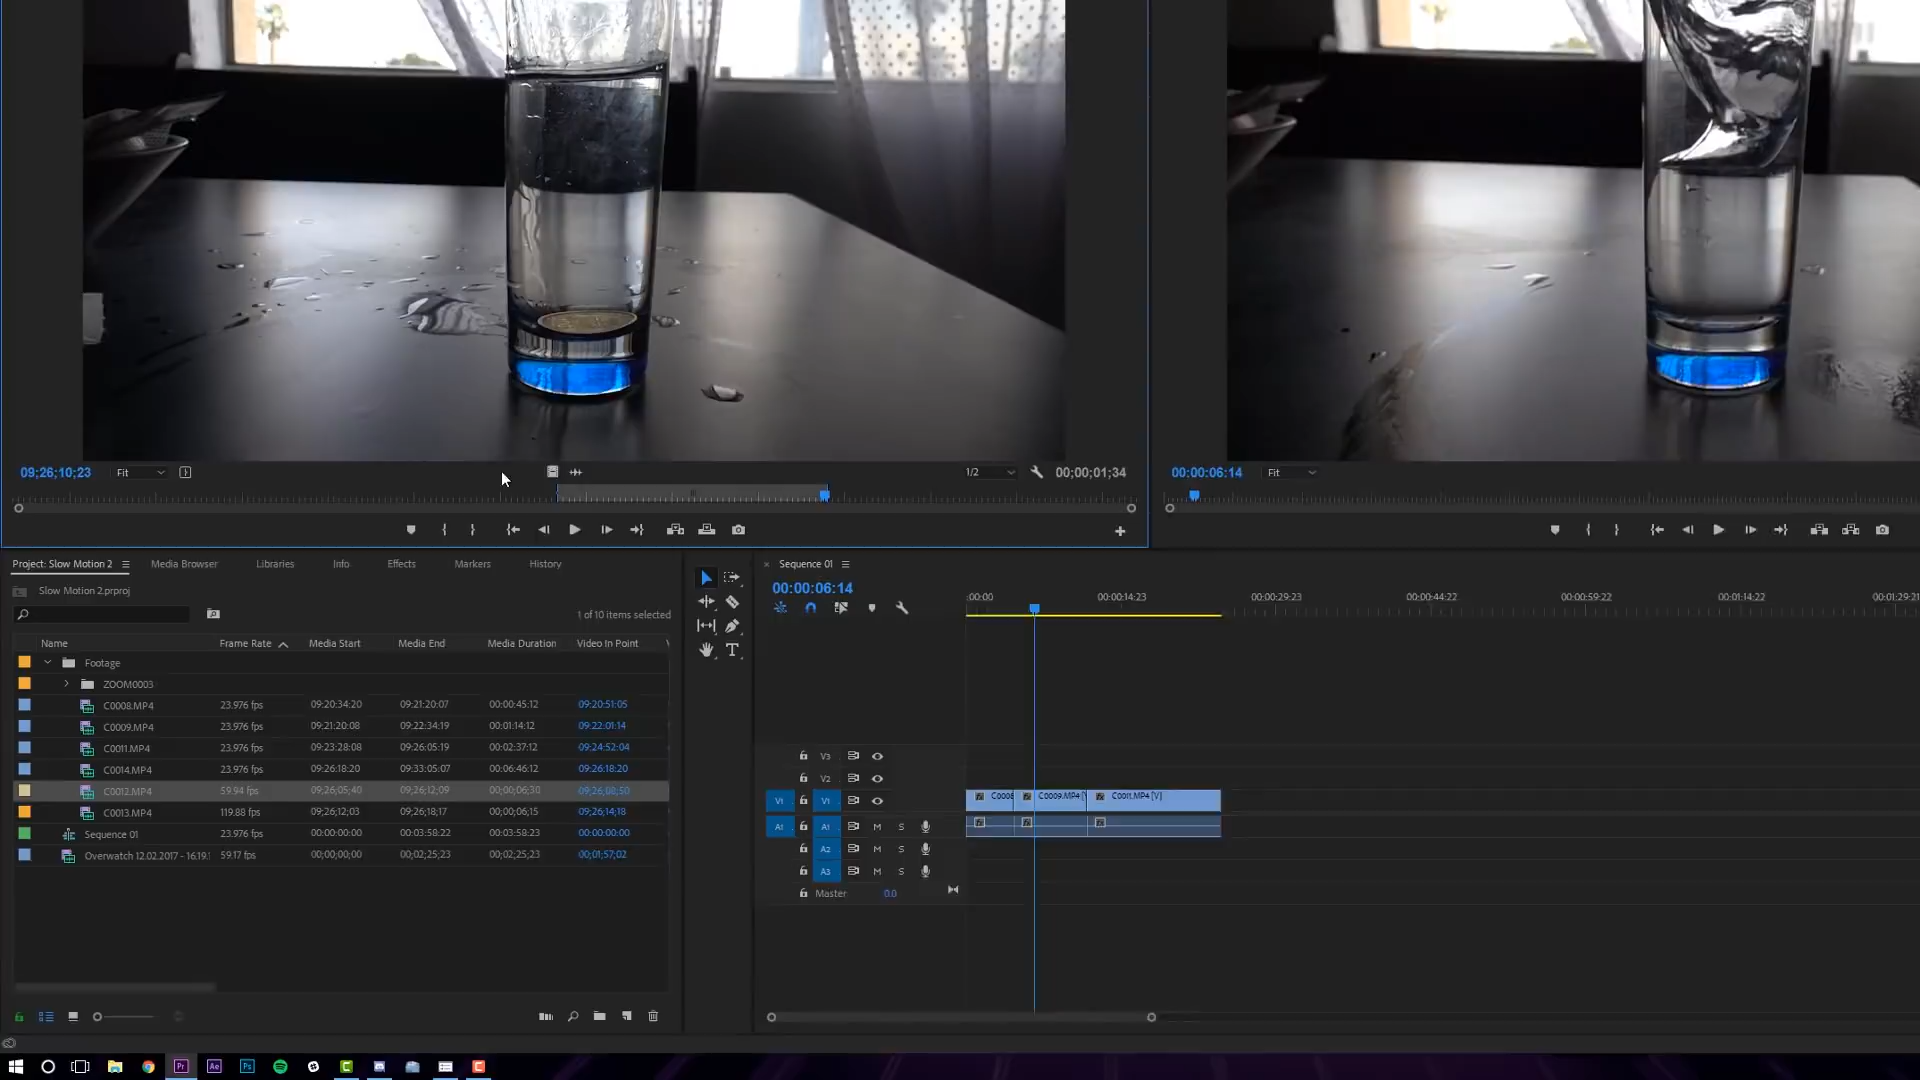 09;26;10;23 Fit 1/2 00;00;01;34
00:00:06:14 Fit
Project: Slow Motion 2 Media Browser Libraries Info Effects Markers History
Slow Motion 2.prproj
1 of 10 items selected
Name Frame Rate Media Start Media End Media Duration Video In Point
Footage
ZOOM0003
C0008.MP4 23.976 fps 09:20:34:20 09:21:20:07 00:00:45:12 09:20:51:05
C0009.MP4 23.976 fps 09:21:20:08 09:22:34:19 00:01:14:12 09:22:01:14
C0011.MP4 23.976 fps 09:23:28:08 09:26:05:19 00:02:37:12 09:24:52:04
C0014.MP4 23.976 fps 09:26:18:20 09:33:05:07 00:06:46:12 09:26:18:20
C0012.MP4 59.94 fps 09;26;05;40 09;26;12;09 00;00;06;30 09;26;08;50
C0013.MP4 119.88 fps 09;26;12;03 09;26;18;17 00;00;06;15 09;26;14;18
Sequence 01 23.976 fps 00:00:00:00 00:03:58:22 00:03:58:23 00:00:00:00
Overwatch 12.02.2017 - 16.19.1 59.17 fps 00;00;00;00 00;02;25;23 00;02;25;23 00;01;57;02
T
Sequence 01
00:00:06:14
:00:00 00:00:14:23 00:00:29:23 00:00:44:22 00:00:59:22 00:01:14:22 00:01:29:21
V3
V2
V1 V1 C0008 C0009.MP4 [V C0011.MP4 [V]
A1 A1 M S
A2 M S
A3 M S
Master 0.0
Pr Ae Ps